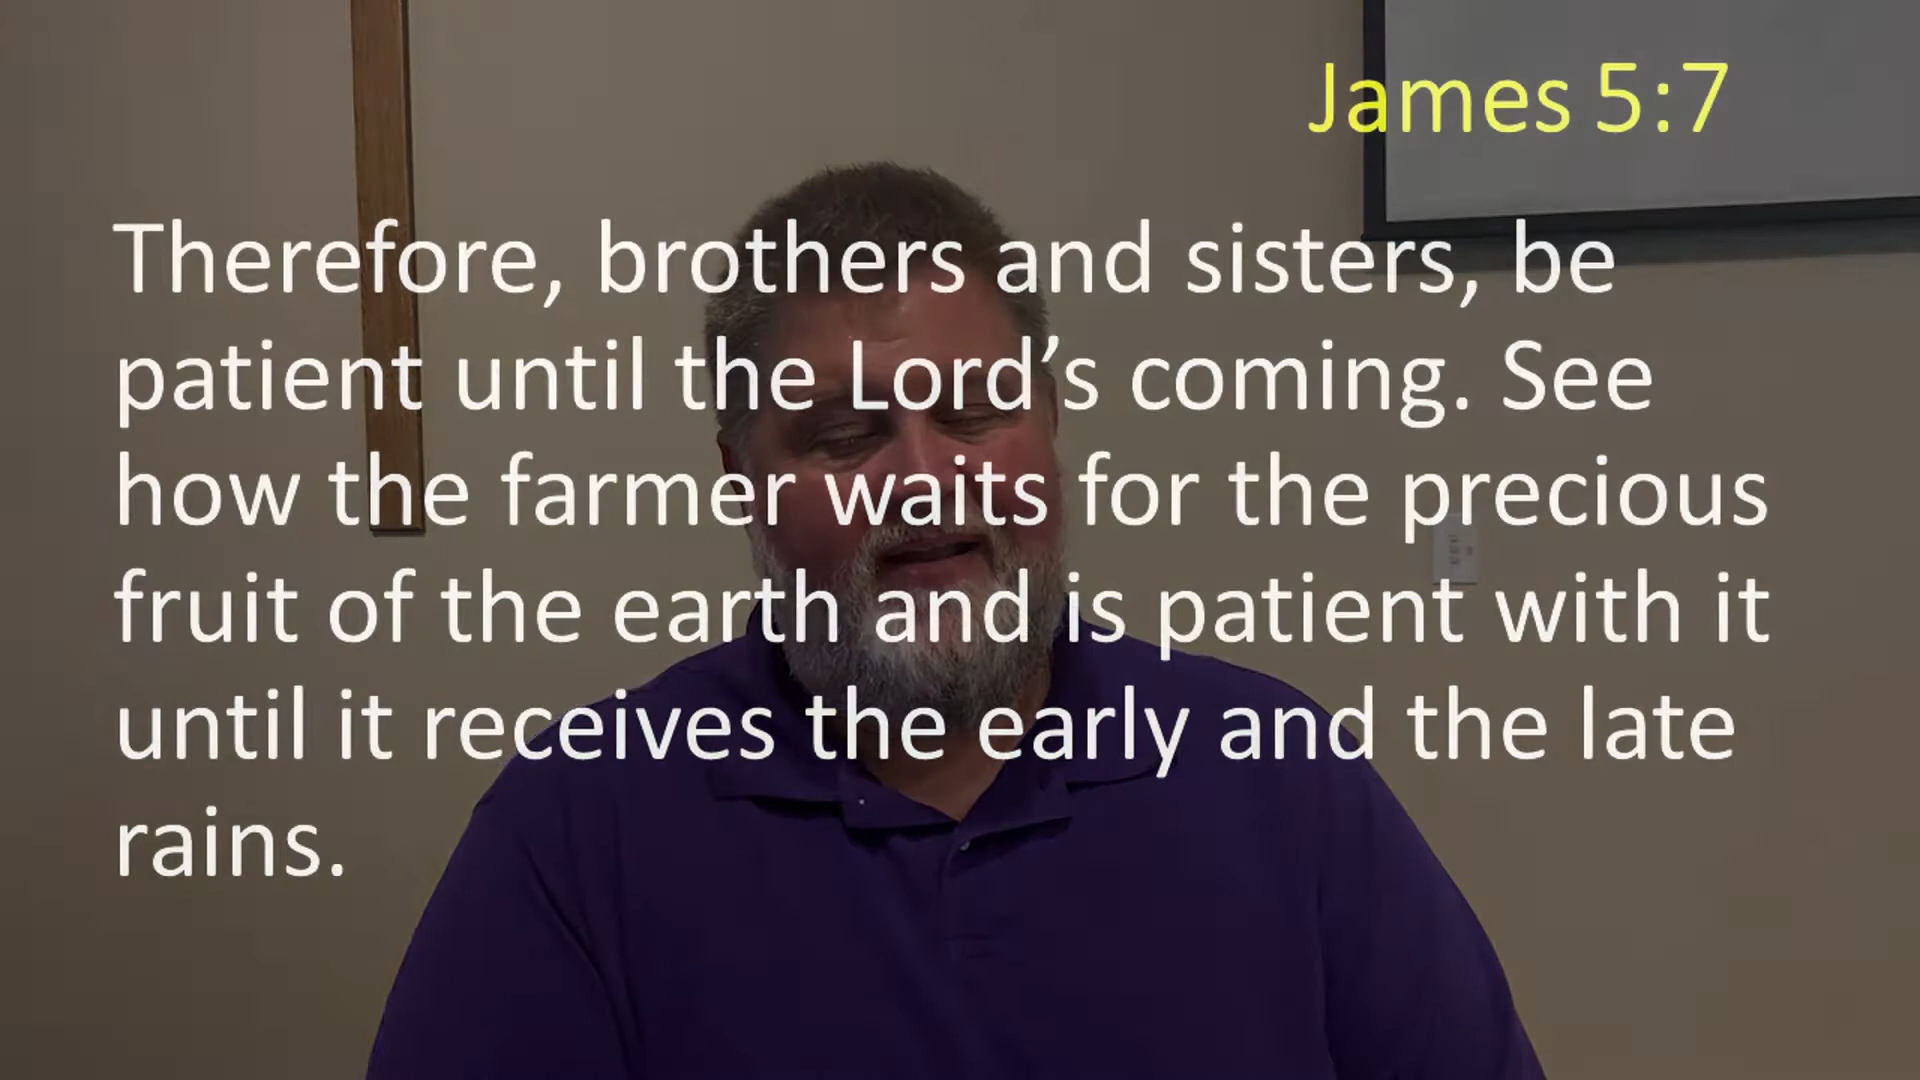 James 5:7
Therefore, brothers and sisters, be
patient until the Lord’s coming. See
how the farmer waits for the precious
fruit of the earth and is patient with it
until it receives the early and the late
rains.